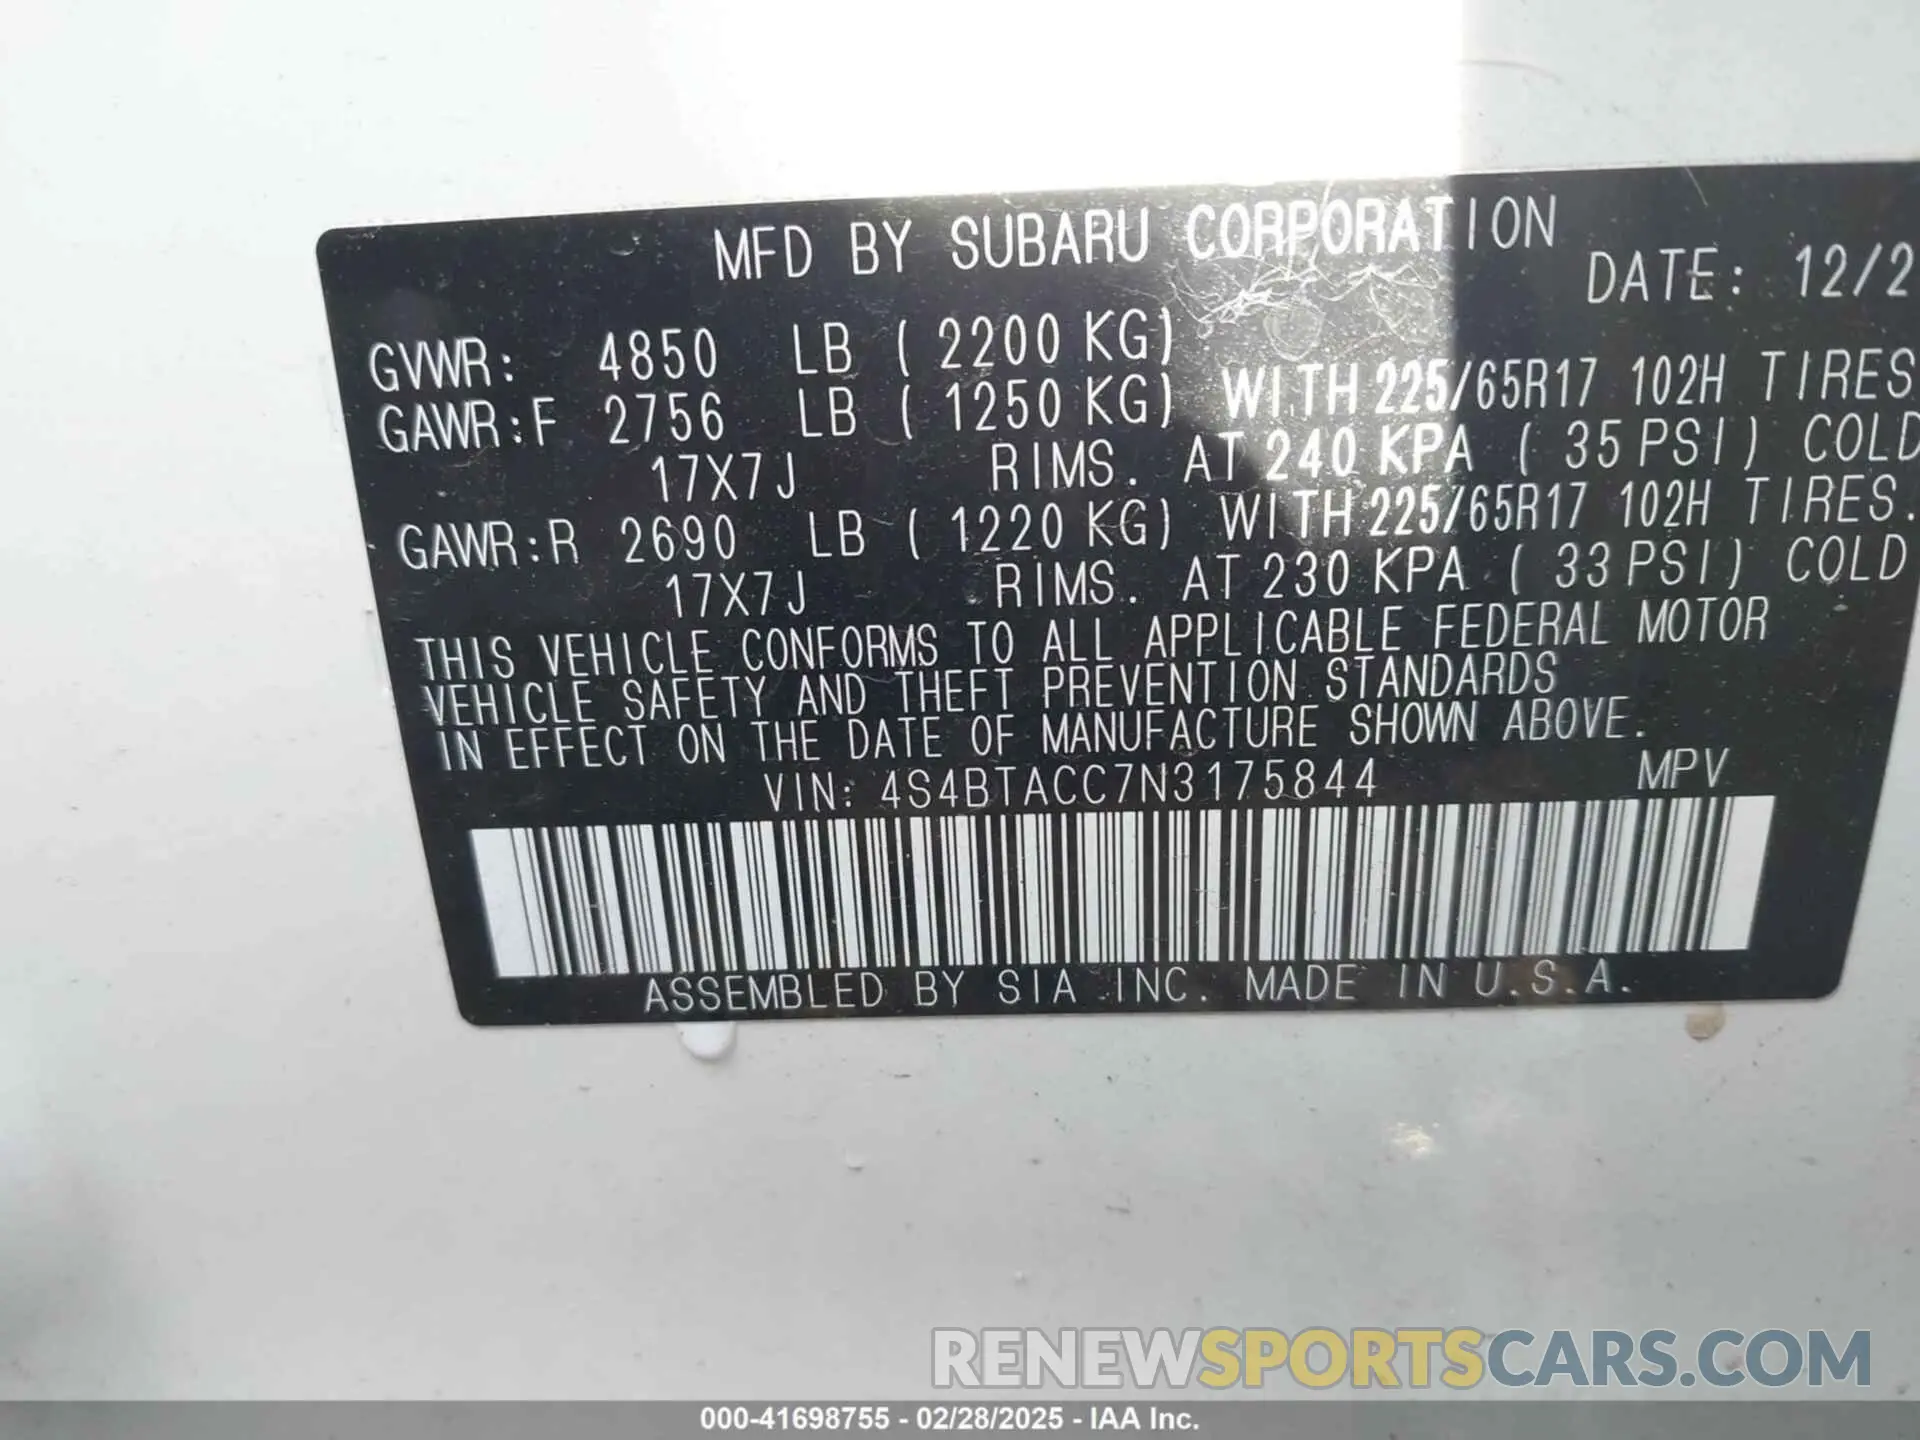 MFD BY SUBARU CORPORATION
DATE: 12/2
GVWR: 4850 LB ( 2200 KG)
GAWR:F 2756 LB ( 1250 KG) WITH 225/65R17 102H TIRES
17X7J RIMS. AT 240 KPA ( 35 PSI) COLD
GAWR:R 2690 LB ( 1220 KG) WITH 225/65R17 102H TIRES.
17X7J RIMS. AT 230 KPA ( 33 PSI) COLD
THIS VEHICLE CONFORMS TO ALL APPLICABLE FEDERAL MOTOR
VEHICLE SAFETY AND THEFT PREVENTION STANDARDS
IN EFFECT ON THE DATE OF MANUFACTURE SHOWN ABOVE.
VIN: 4S4BTACC7N3175844 MPV
ASSEMBLED BY SIA INC. MADE IN U.S.A.
RENEWSPORTSCARS.COM
000-41698755 - 02/28/2025 - IAA Inc.